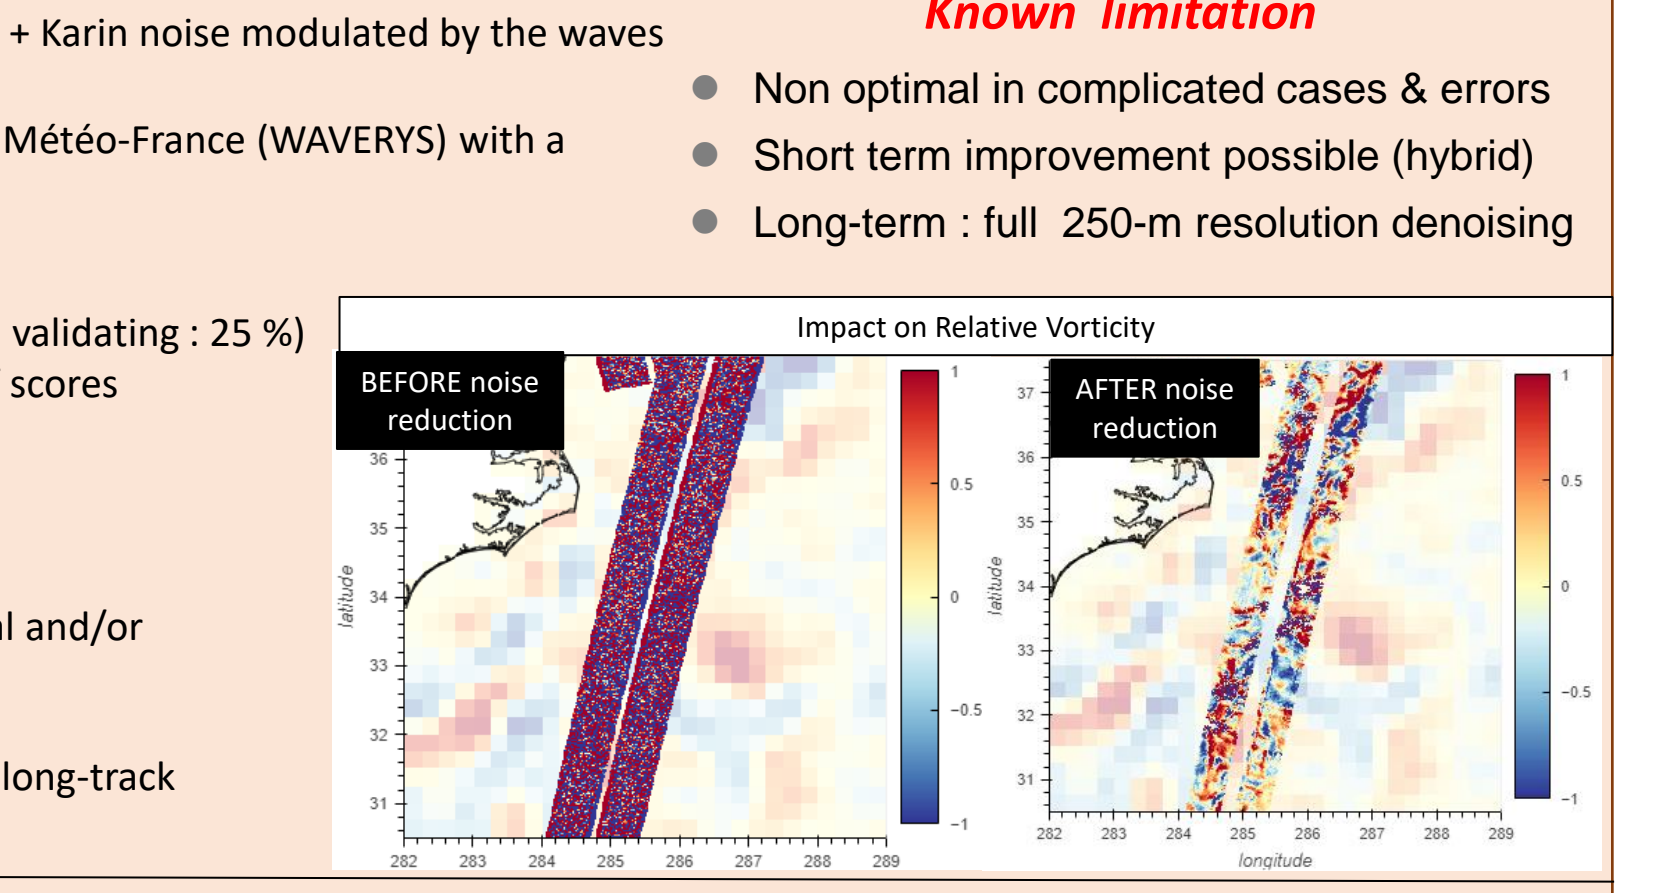 + Karin noise modulated by the waves
Météo-France (WAVERYS) with a
validating : 25 %)
scores
al and/or
long-track
Known limitation
Non optimal in complicated cases & errors
Short term improvement possible (hybrid)
Long-term : full 250-m resolution denoising
Impact on Relative Vorticity
BEFORE noise
reduction
36
35
34
33
32
31
latitude
282 283 284 285 286 287 288 289
1
0.5
0
−0.5
−1
AFTER noise
reduction
37
36
35
34
33
32
31
latitude
282 283 284 285 286 287 288 289
longitude
1
0.5
0
−0.5
−1